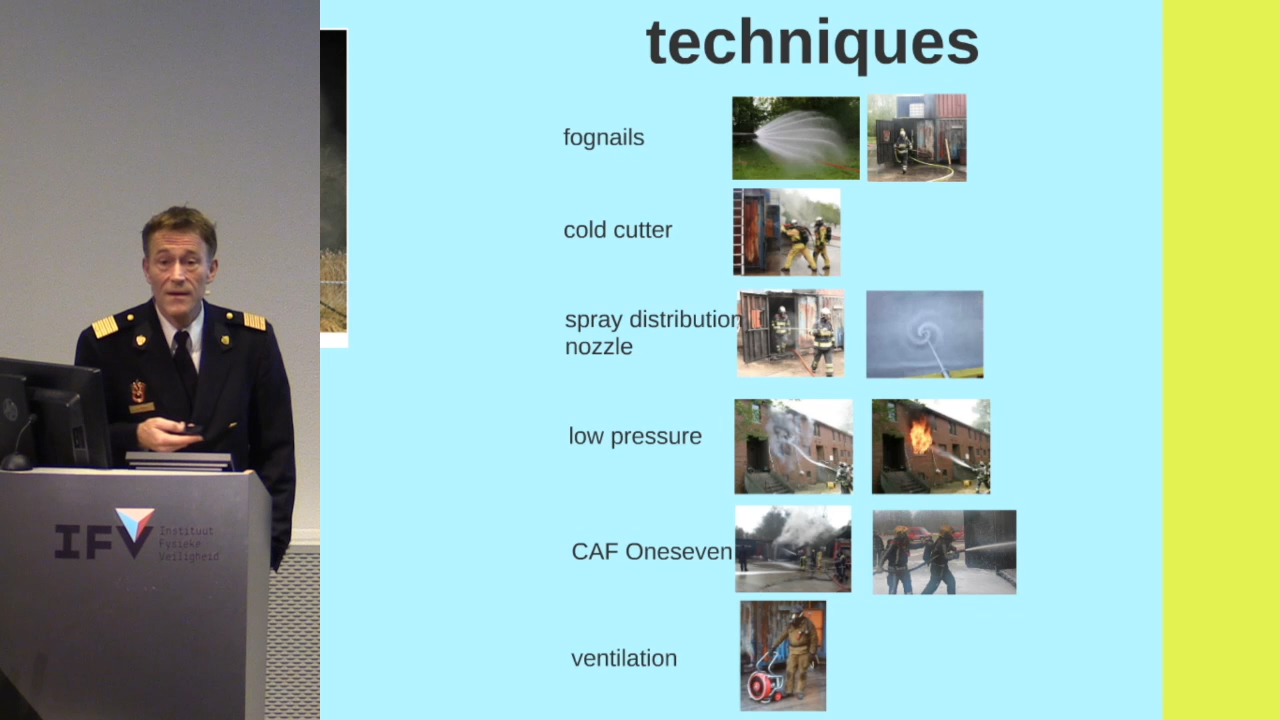 techniques
fognails
cold cutter
spray distribution
nozzle
low pressure
CAF Oneseven
ventilation
IFV
Instituut
Fysieke
Veiligheid